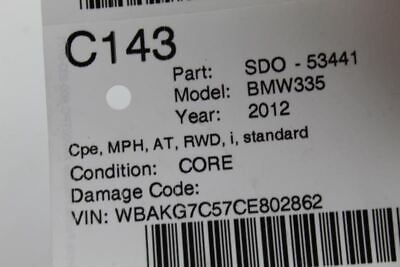 C143
Part: SDO - 53441
Model: BMW335
Year: 2012
Cpe, MPH, AT, RWD, i, standard
Condition: CORE
Damage Code:
VIN: WBAKG7C57CE802862